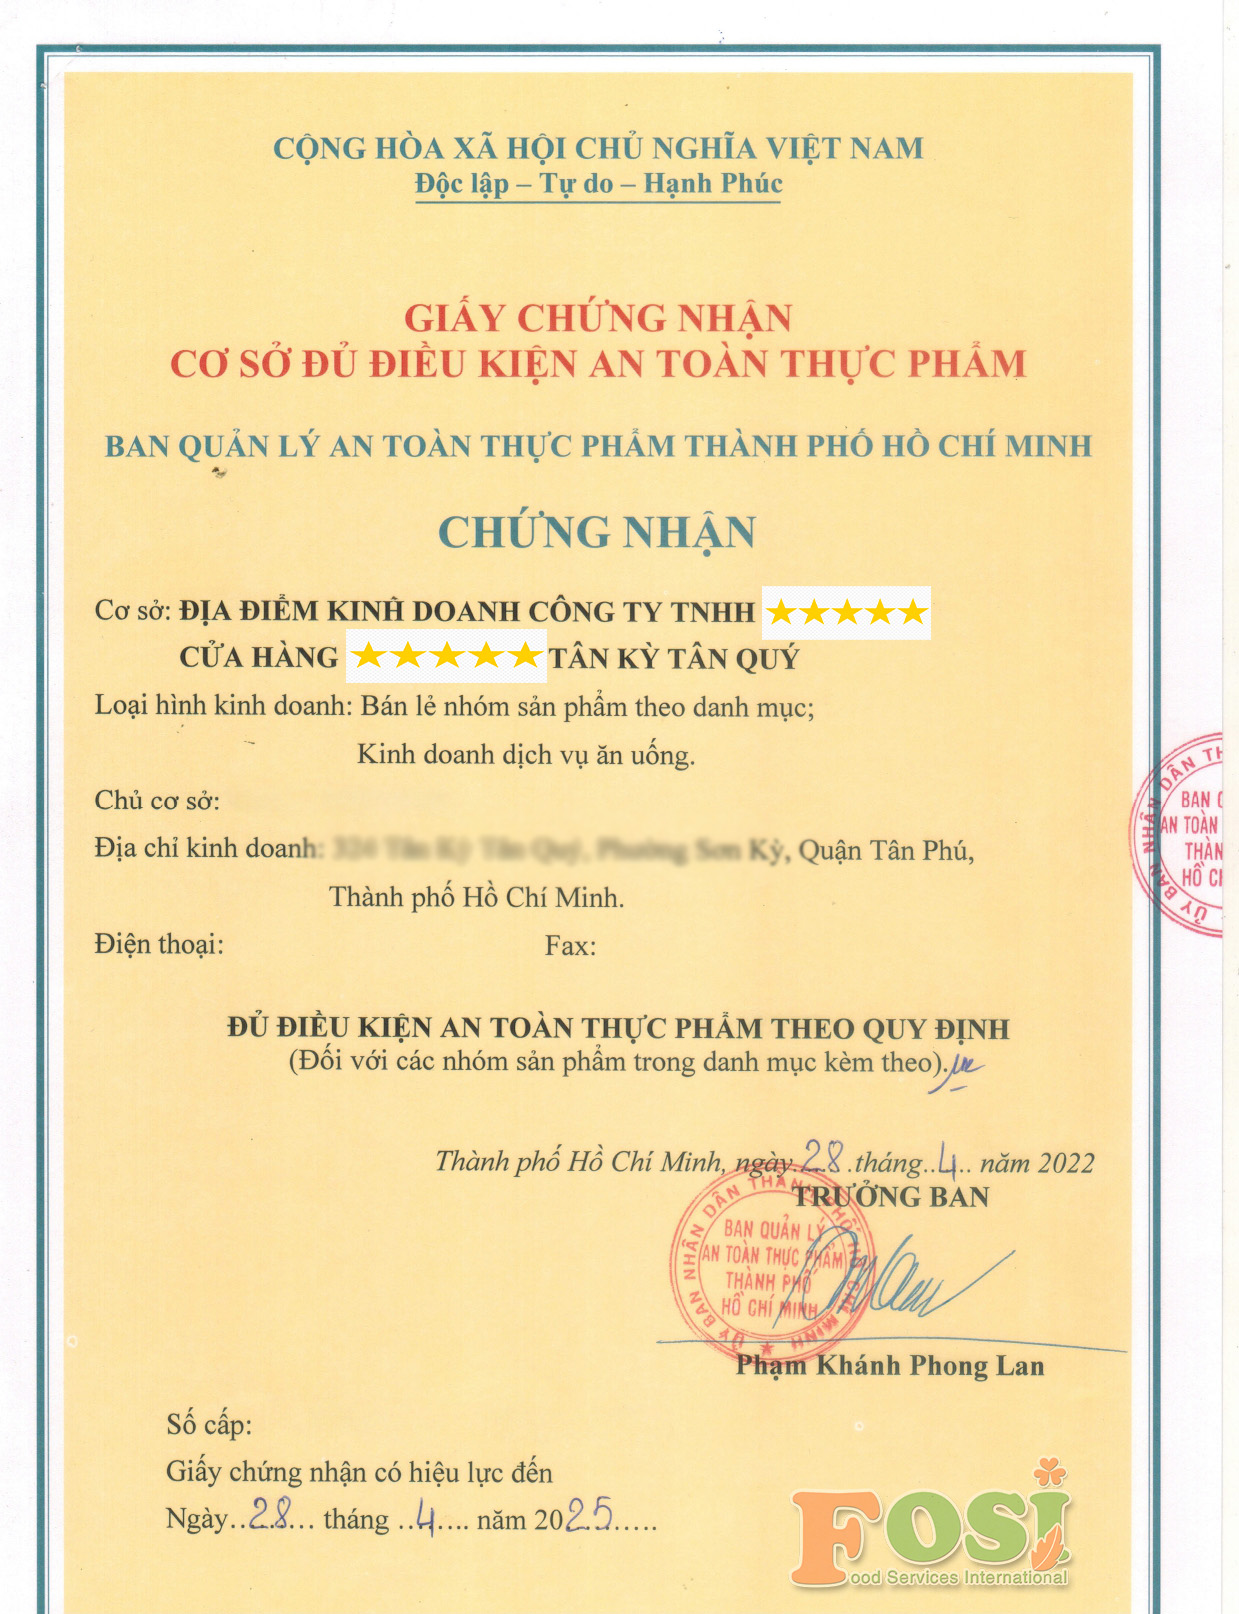 CỘNG HÒA XÃ HỘI CHỦ NGHĨA VIỆT NAM
Độc lập – Tự do – Hạnh Phúc
GIẤY CHỨNG NHẬN
CƠ SỞ ĐỦ ĐIỀU KIỆN AN TOÀN THỰC PHẨM
BAN QUẢN LÝ AN TOÀN THỰC PHẨM THÀNH PHỐ HỒ CHÍ MINH
CHỨNG NHẬN
Cơ sở: ĐỊA ĐIỂM KINH DOANH CÔNG TY TNHH
CỬA HÀNG TÂN KỲ TÂN QUÝ
Loại hình kinh doanh: Bán lẻ nhóm sản phẩm theo danh mục;
Kinh doanh dịch vụ ăn uống.
Chủ cơ sở:
Địa chỉ kinh doanh: Quận Tân Phú,
Thành phố Hồ Chí Minh.
Điện thoại: Fax:
ỦY BAN NHÂN DÂN
BAN
AN TOÀN
ĐỦ ĐIỀU KIỆN AN TOÀN THỰC PHẨM THEO QUY ĐỊNH
(Đối với các nhóm sản phẩm trong danh mục kèm theo).
Thành phố Hồ Chí Minh, ngày..28..tháng..4.. năm 2022
TRƯỞNG BAN
ỦY BAN NHÂN DÂN THÀNH PHỐ HỒ CHÍ MINH
BAN QUẢN LÝ
AN TOÀN THỰC PHẨM
THÀNH PHỐ
HỒ CHÍ MINH
Phạm Khánh Phong Lan
Số cấp:
Giấy chứng nhận có hiệu lực đến
Ngày..28.... tháng ...4.... năm 2025.....
FOSI
Food Services International